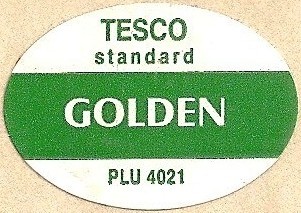 TESCO
standard
GOLDEN
PLU 4021